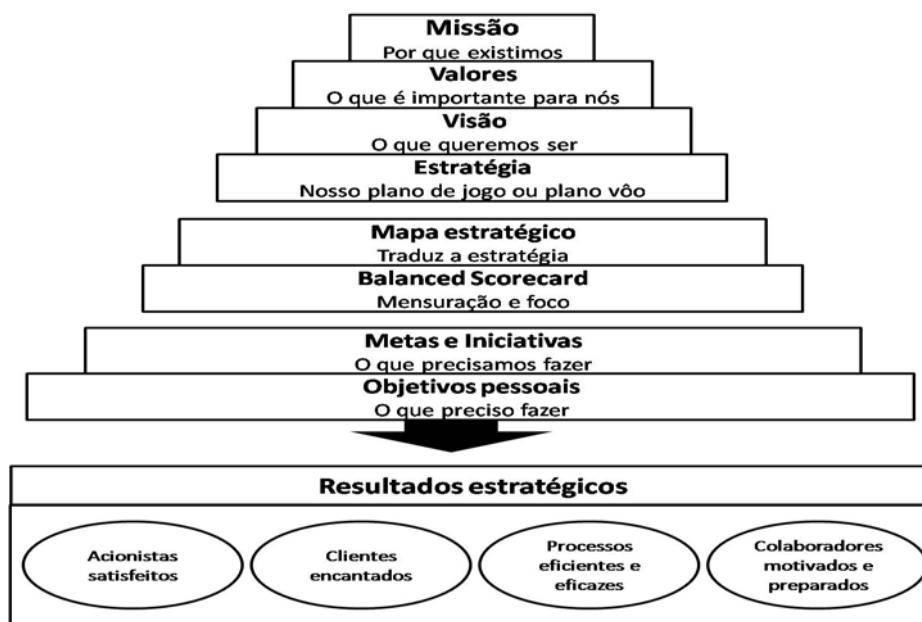 Missão
Por que existimos
Valores
O que é importante para nós
Visão
O que queremos ser
Estratégia
Nosso plano de jogo ou plano vôo
Mapa estratégico
Traduz a estratégia
Balanced Scorecard
Mensuração e foco
Metas e Iniciativas
O que precisamos fazer
Objetivos pessoais
O que preciso fazer
Resultados estratégicos
Acionistas
satisfeitos
Clientes
encantados
Processos
eficientes e
eficazes
Colaboradores
motivados e
preparados